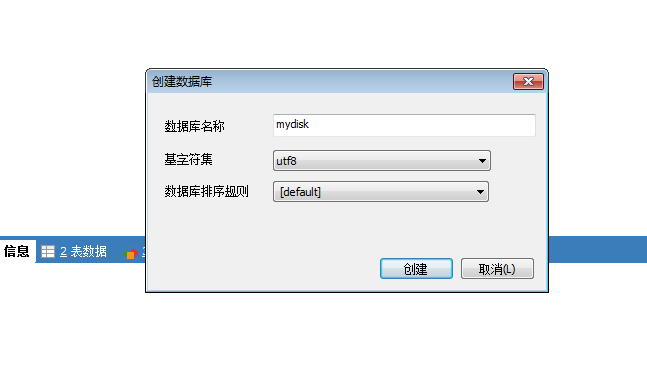 创建数据库
数据库名称
mydisk
基字符集
utf8
数据库排序规则
[default]
信息
2 表数据
创建
取消(L)